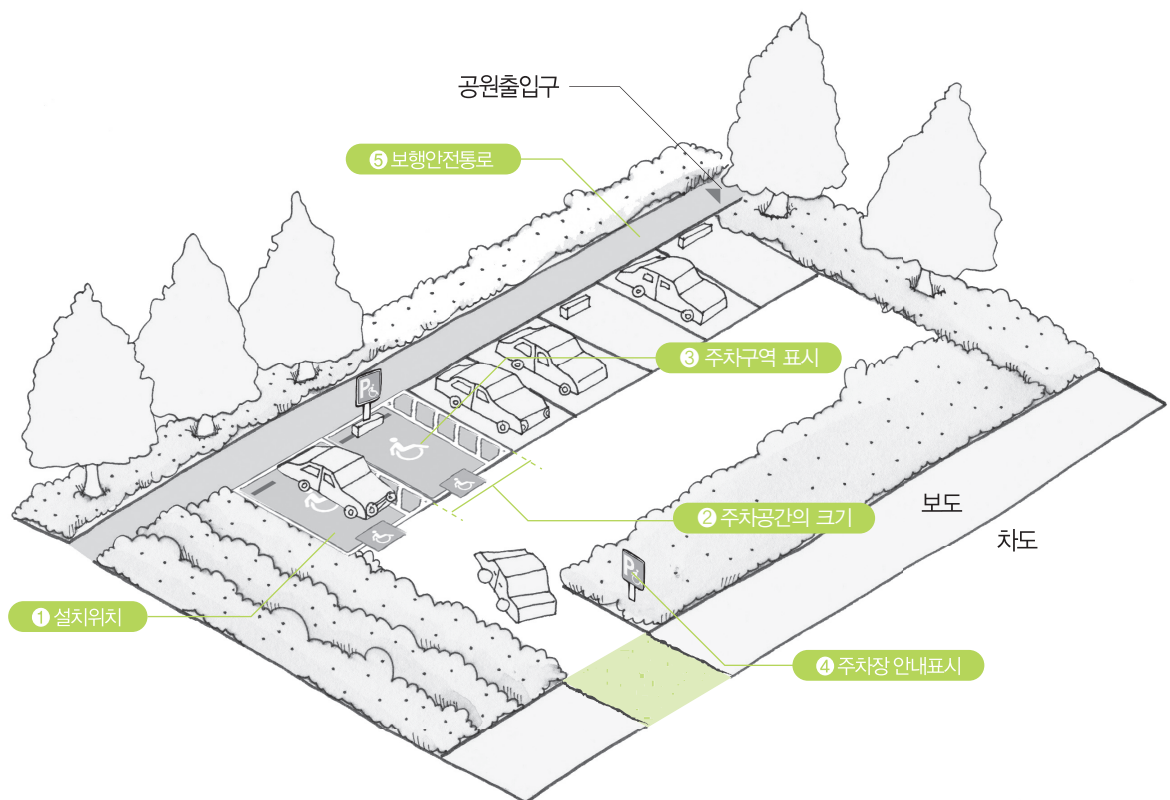 공원출입구
❺ 보행안전통로
❸ 주차구역 표시
P
❷ 주차공간의 크기
보도
차도
P
❶ 설치위치
❹ 주차장 안내표시